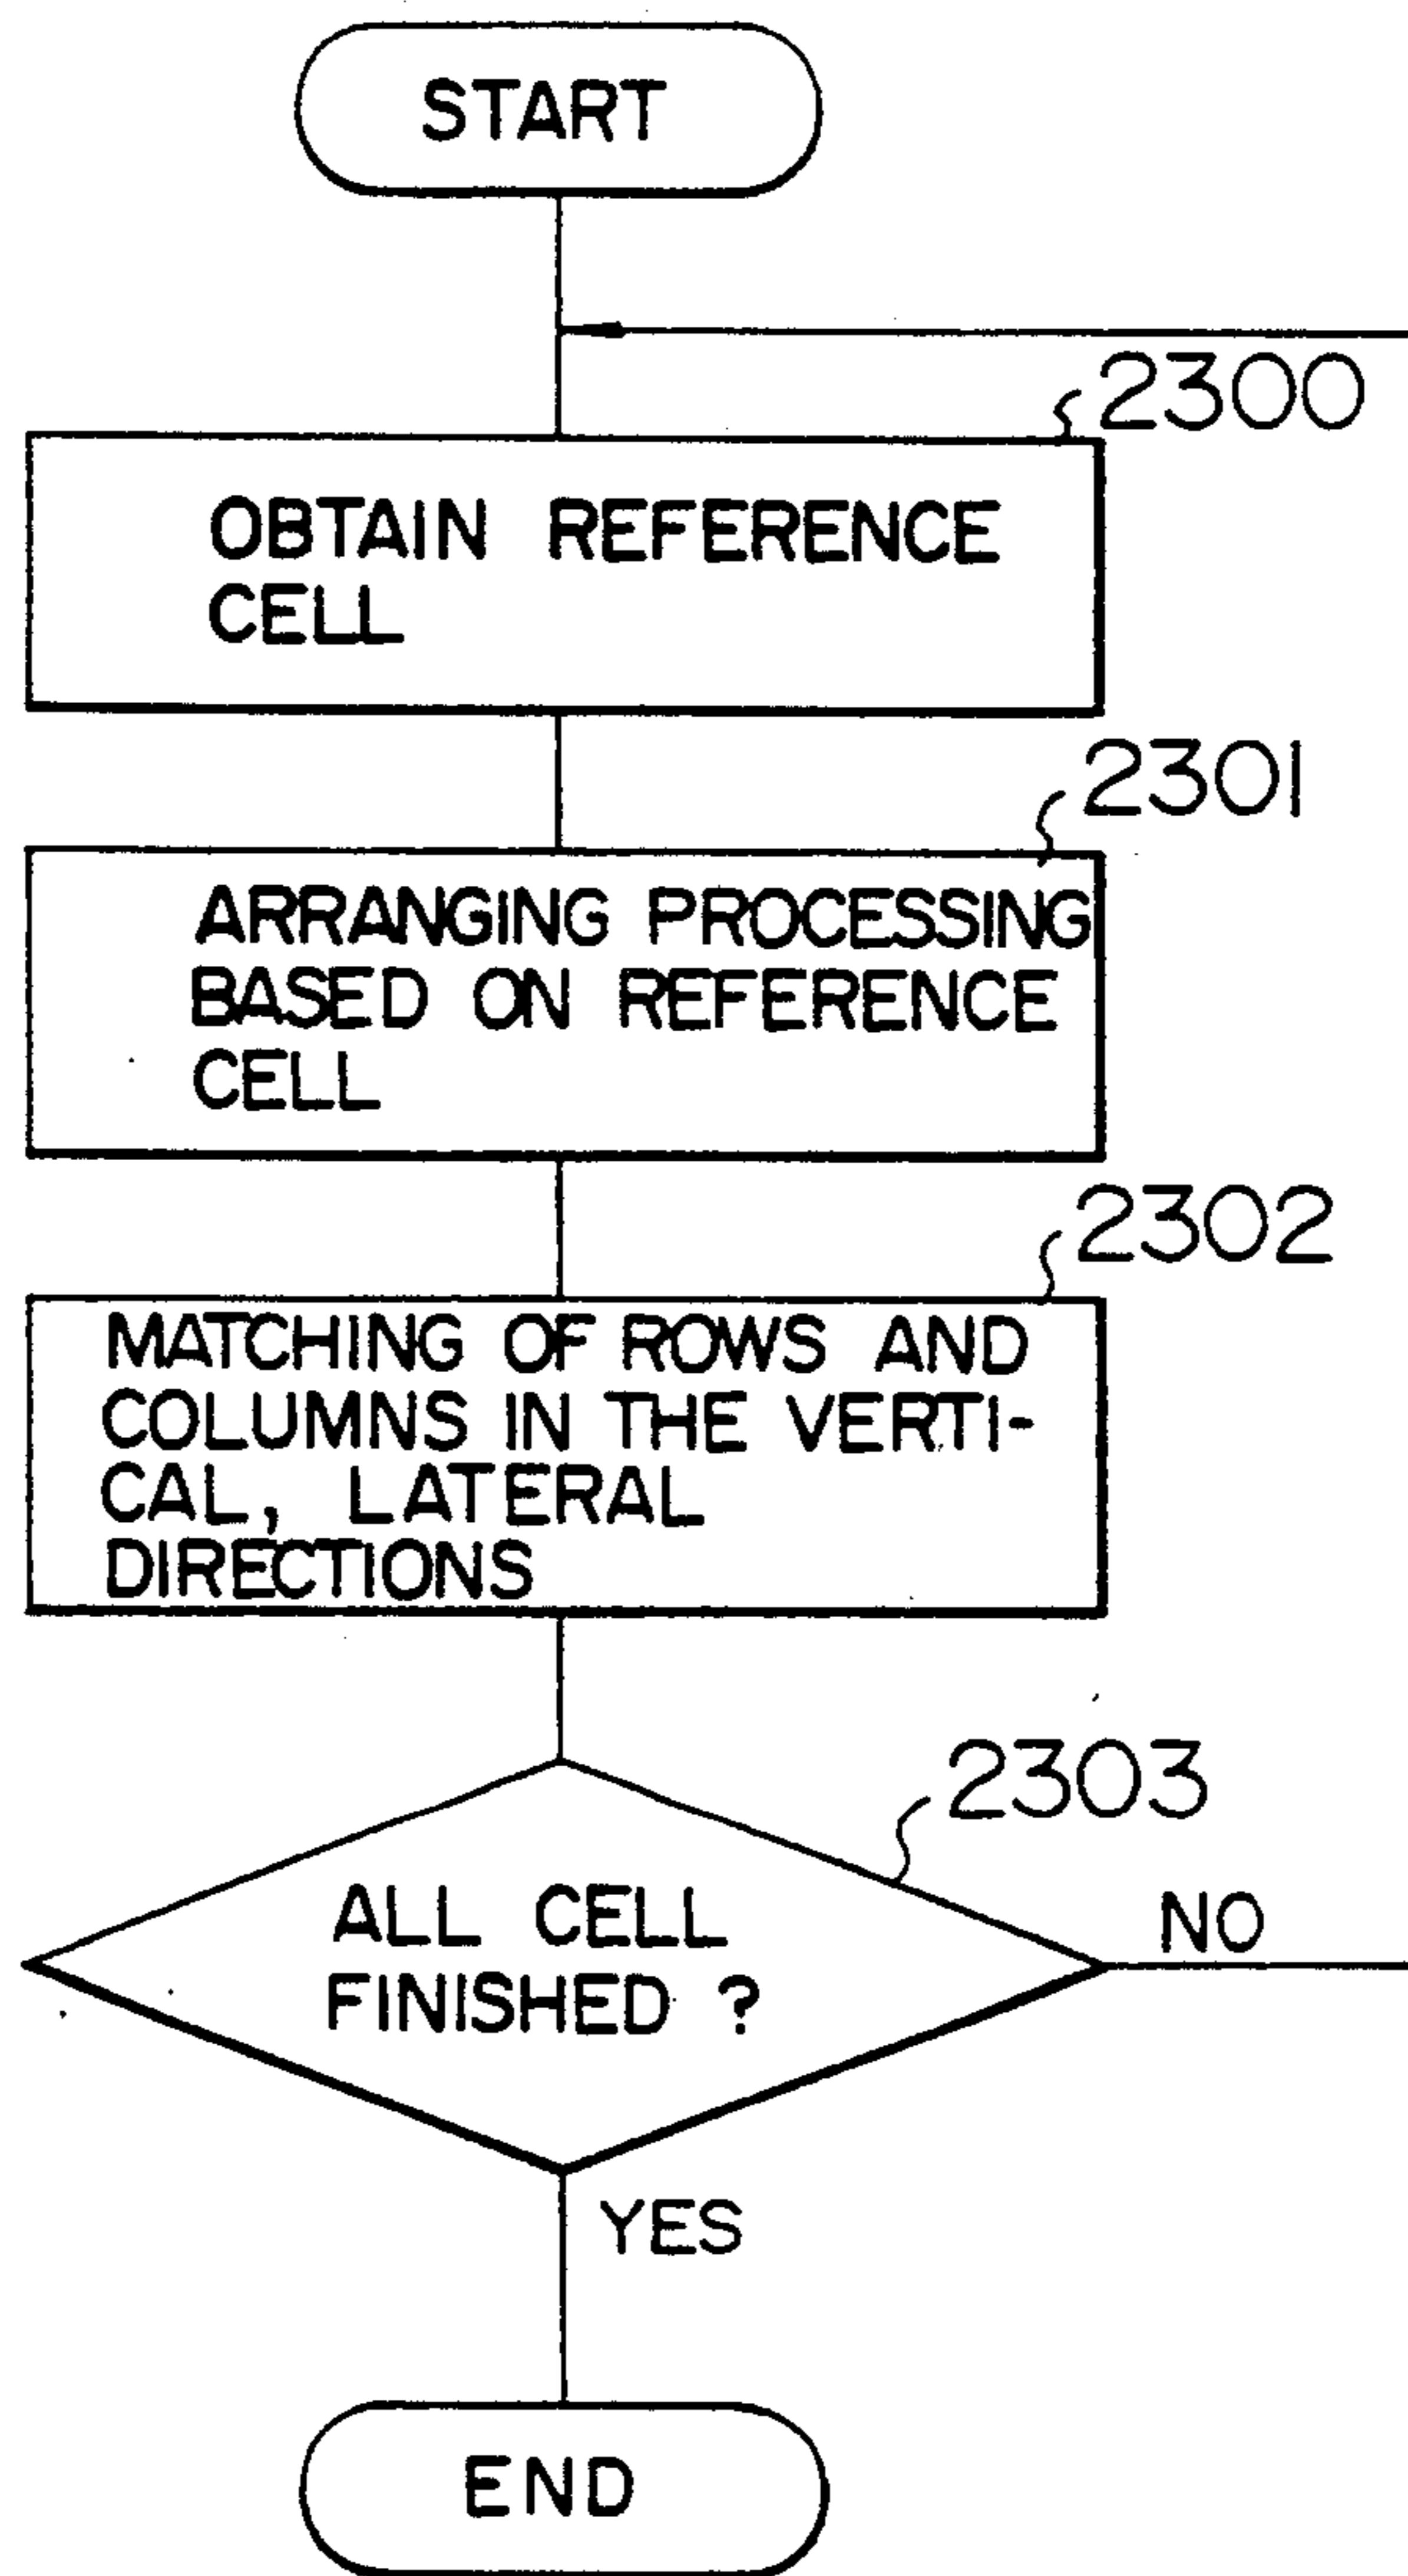 START
2300
OBTAIN REFERENCE
CELL
2301
ARRANGING PROCESSING
BASED ON REFERENCE
CELL
2302
MATCHING OF ROWS AND
COLUMNS IN THE VERTI-
CAL, LATERAL
DIRECTIONS
2303
ALL CELL
FINISHED ?
NO
YES
END